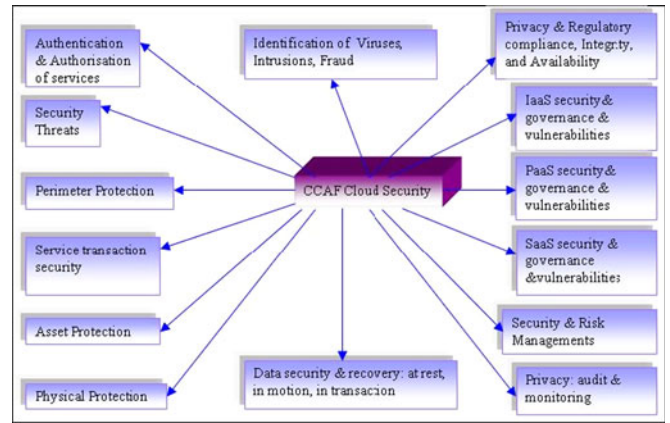 Authentication
& Authorisation
of services
Identification of Viruses,
Intrusions, Fraud
Privacy & Regulatory
compliance, Integrity,
and Availability
Security
Threats
IaaS security &
governance &
vulnerabilities
Perimeter Protection
CCAF Cloud Security
PaaS security &
governance &
vulnerabilities
Service transaction
security
SaaS security &
governance
&vulnerabilities
Asset Protection
Security & Risk
Managements
Physical Protection
Data security & recovery: at rest,
in motion, in transaction
Privacy: audit &
monitoring